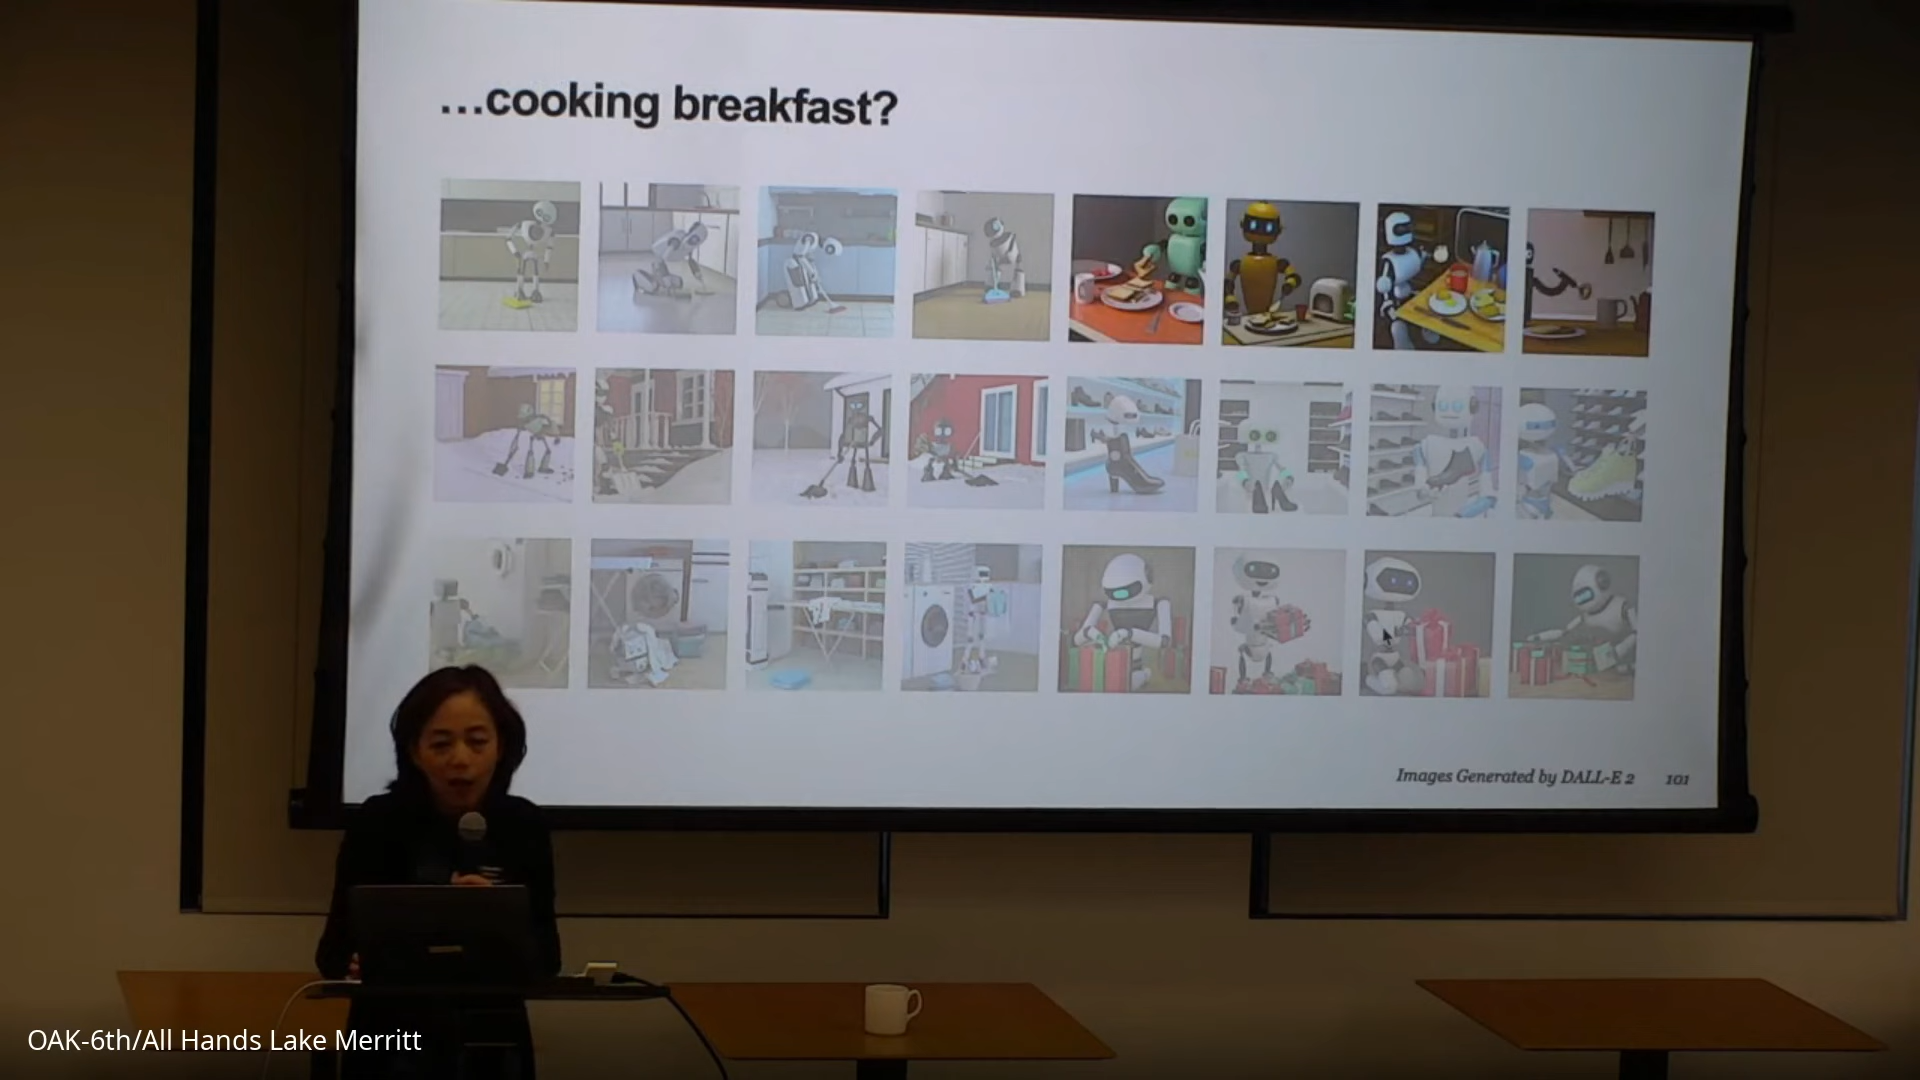 ...cooking breakfast?
Images Generated by DALL-E 2 101
OAK-6th/All Hands Lake Merritt